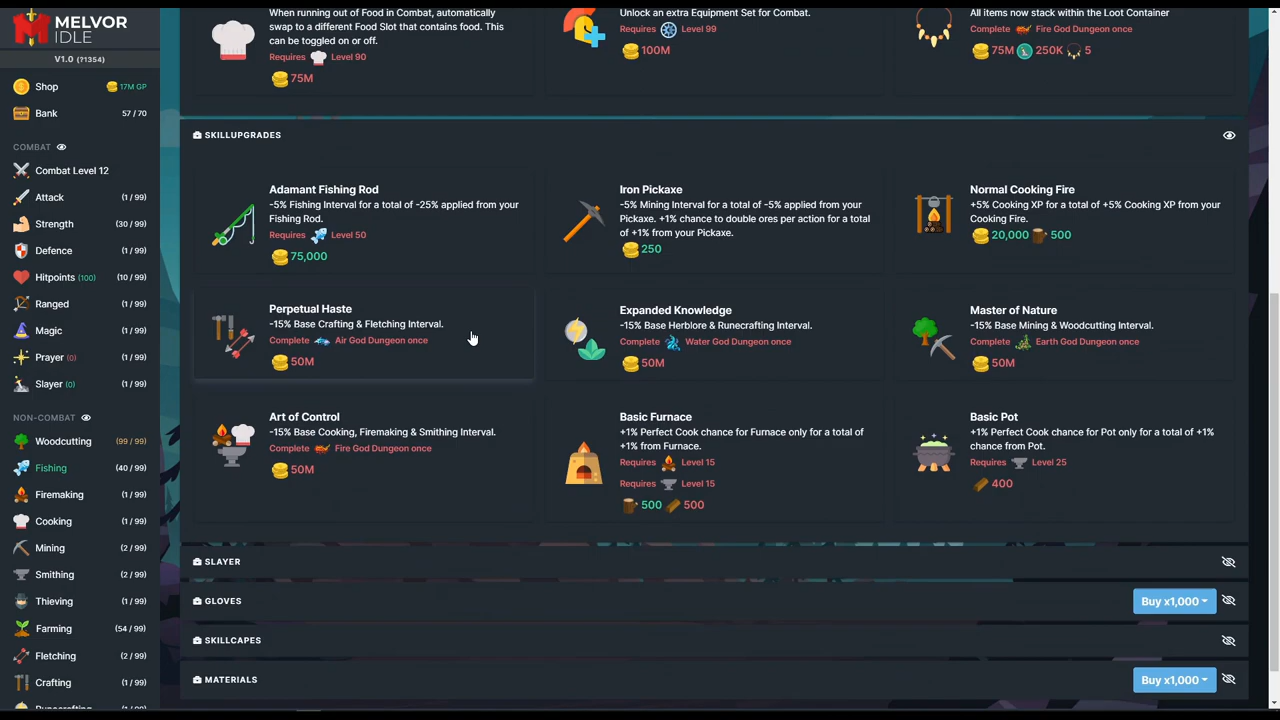 MELVOR
IDLE
V1.0 (?1354)
Shop 17M GP
Bank 57 / 70
COMBAT
Combat Level 12
Attack (1 / 99)
Strength (30 / 99)
Defence (1 / 99)
Hitpoints (100) (10 / 99)
Ranged (1 / 99)
Magic (1 / 99)
Prayer (0) (1 / 99)
Slayer (0) (1 / 99)
NON-COMBAT
Woodcutting (99 / 99)
Fishing (40 / 99)
Firemaking (1 / 99)
Cooking (1 / 99)
Mining (2 / 99)
Smithing (2 / 99)
Thieving (1 / 99)
Farming (54 / 99)
Fletching (2 / 99)
Crafting (1 / 99)
When running out of Food in Combat, automatically
swap to a different Food Slot that contains food. This
can be toggled on or off.
Requires Level 90
75M
Unlock an extra Equipment Set for Combat.
Requires Level 99
100M
All items now stack within the Loot Container
Complete Fire God Dungeon once
75M 250K 5
SKILLUPGRADES
Adamant Fishing Rod
-5% Fishing Interval for a total of -25% applied from your
Fishing Rod.
Requires Level 50
75,000
Iron Pickaxe
-5% Mining Interval for a total of -5% applied from your
Pickaxe. +1% chance to double ores per action for a total
of +1% from your Pickaxe.
250
Normal Cooking Fire
+5% Cooking XP for a total of +5% Cooking XP from your
Cooking Fire.
20,000 500
Perpetual Haste
-15% Base Crafting & Fletching Interval.
Complete Air God Dungeon once
50M
Expanded Knowledge
-15% Base Herblore & Runecrafting Interval.
Complete Water God Dungeon once
50M
Master of Nature
-15% Base Mining & Woodcutting Interval.
Complete Earth God Dungeon once
50M
Art of Control
-15% Base Cooking, Firemaking & Smithing Interval.
Complete Fire God Dungeon once
50M
Basic Furnace
+1% Perfect Cook chance for Furnace only for a total of
+1% from Furnace.
Requires Level 15
Requires Level 15
500 500
Basic Pot
+1% Perfect Cook chance for Pot only for a total of +1%
chance from Pot.
Requires Level 25
400
SLAYER
GLOVES Buy x1,000
SKILLCAPES
MATERIALS Buy x1,000